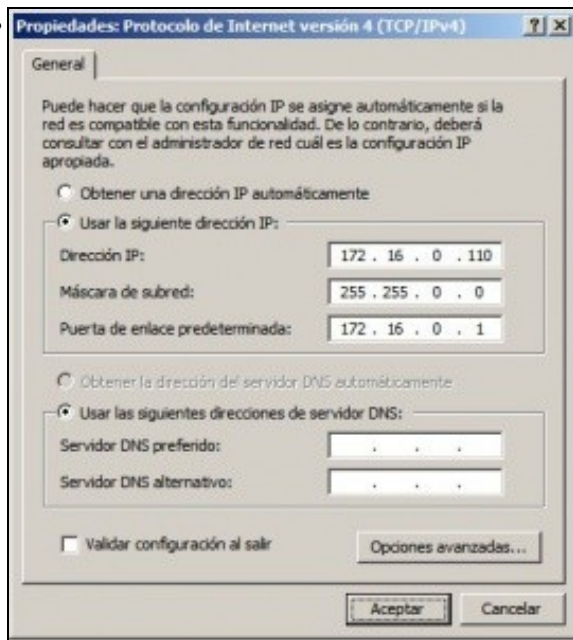 Propiedades: Protocolo de Internet versión 4 (TCP/IPv4)
General
Puede hacer que la configuración IP se asigne automáticamente si la
red es compatible con esta funcionalidad. De lo contrario, deberá
consultar con el administrador de red cuál es la configuración IP
apropiada.
Obtener una dirección IP automáticamente
Usar la siguiente dirección IP:
Dirección IP: 172 . 16 . 0 . 110
Máscara de subred: 255 . 255 . 0 . 0
Puerta de enlace predeterminada: 172 . 16 . 0 . 1
Obtener la dirección del servidor DNS automáticamente
Usar las siguientes direcciones de servidor DNS:
Servidor DNS preferido: . . .
Servidor DNS alternativo: . . .
Validar configuración al salir Opciones avanzadas...
Aceptar Cancelar